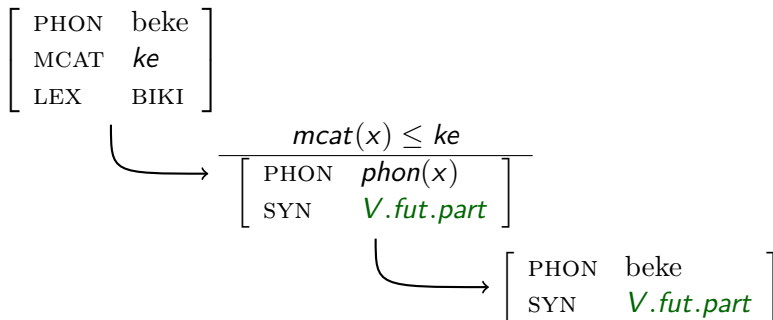 PHON beke
MCAT ke
LEX BIKI
mcat(x) ≤ ke
PHON phon(x)
SYN V.fut.part
PHON beke
SYN V.fut.part